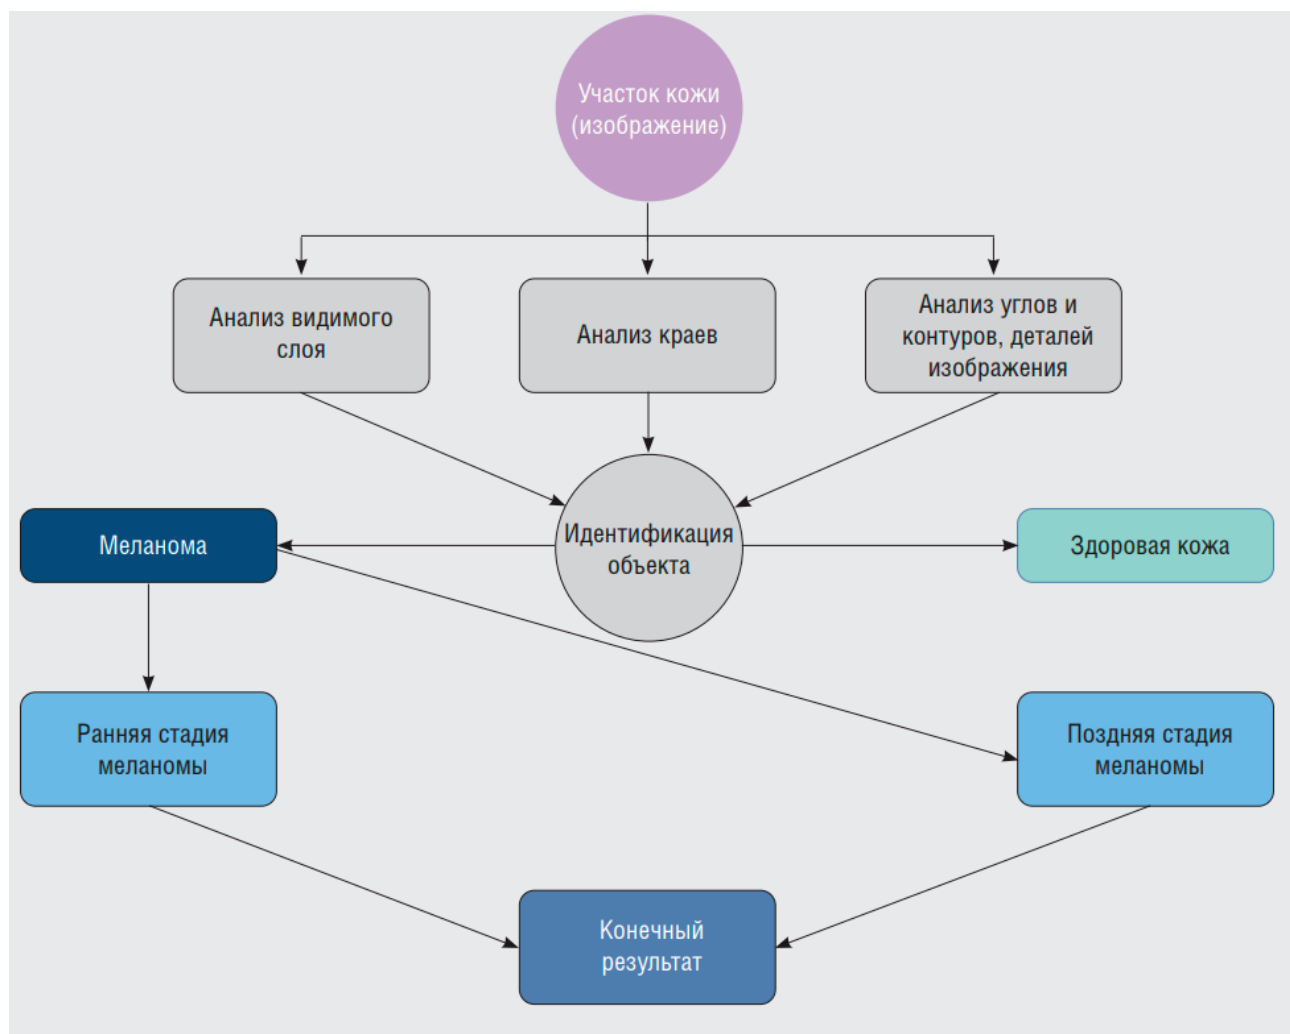 Участок кожи
(изображение)
Анализ видимого
слоя
Анализ краев
Анализ углов и
контуров, деталей
изображения
Меланома
Идентификация
объекта
Здоровая кожа
Ранняя стадия
меланомы
Поздняя стадия
меланомы
Конечный
результат